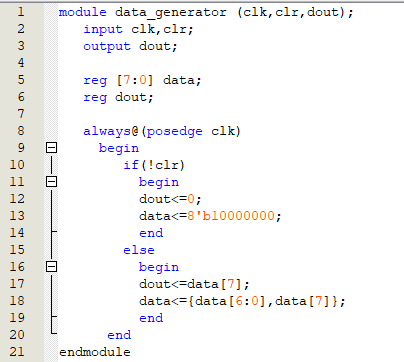 1 module data_generator (clk,clr,dout);
2 input clk,clr;
3 output dout;
4
5 reg [7:0] data;
6 reg dout;
7
8 always@(posedge clk)
9 begin
10 if(!clr)
11 begin
12 dout<=0;
13 data<=8'b10000000;
14 end
15 else
16 begin
17 dout<=data[7];
18 data<={data[6:0],data[7]};
19 end
20 end
21 endmodule